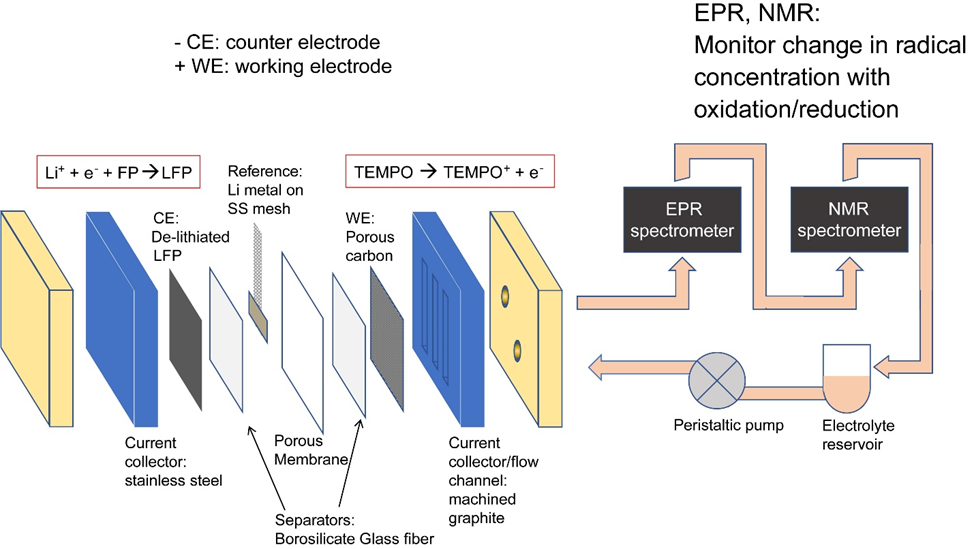 - CE: counter electrode
+ WE: working electrode
EPR, NMR:
Monitor change in radical
concentration with
oxidation/reduction
Li⁺ + e⁻ + FP → LFP
Reference:
Li metal on
SS mesh
TEMPO → TEMPO⁺ + e⁻
CE:
De-lithiated
LFP
WE:
Porous
carbon
EPR
spectrometer
NMR
spectrometer
Current
collector:
stainless steel
Porous
Membrane
Separators:
Borosilicate Glass fiber
Current
collector/flow
channel:
machined
graphite
Peristaltic pump
Electrolyte
reservoir